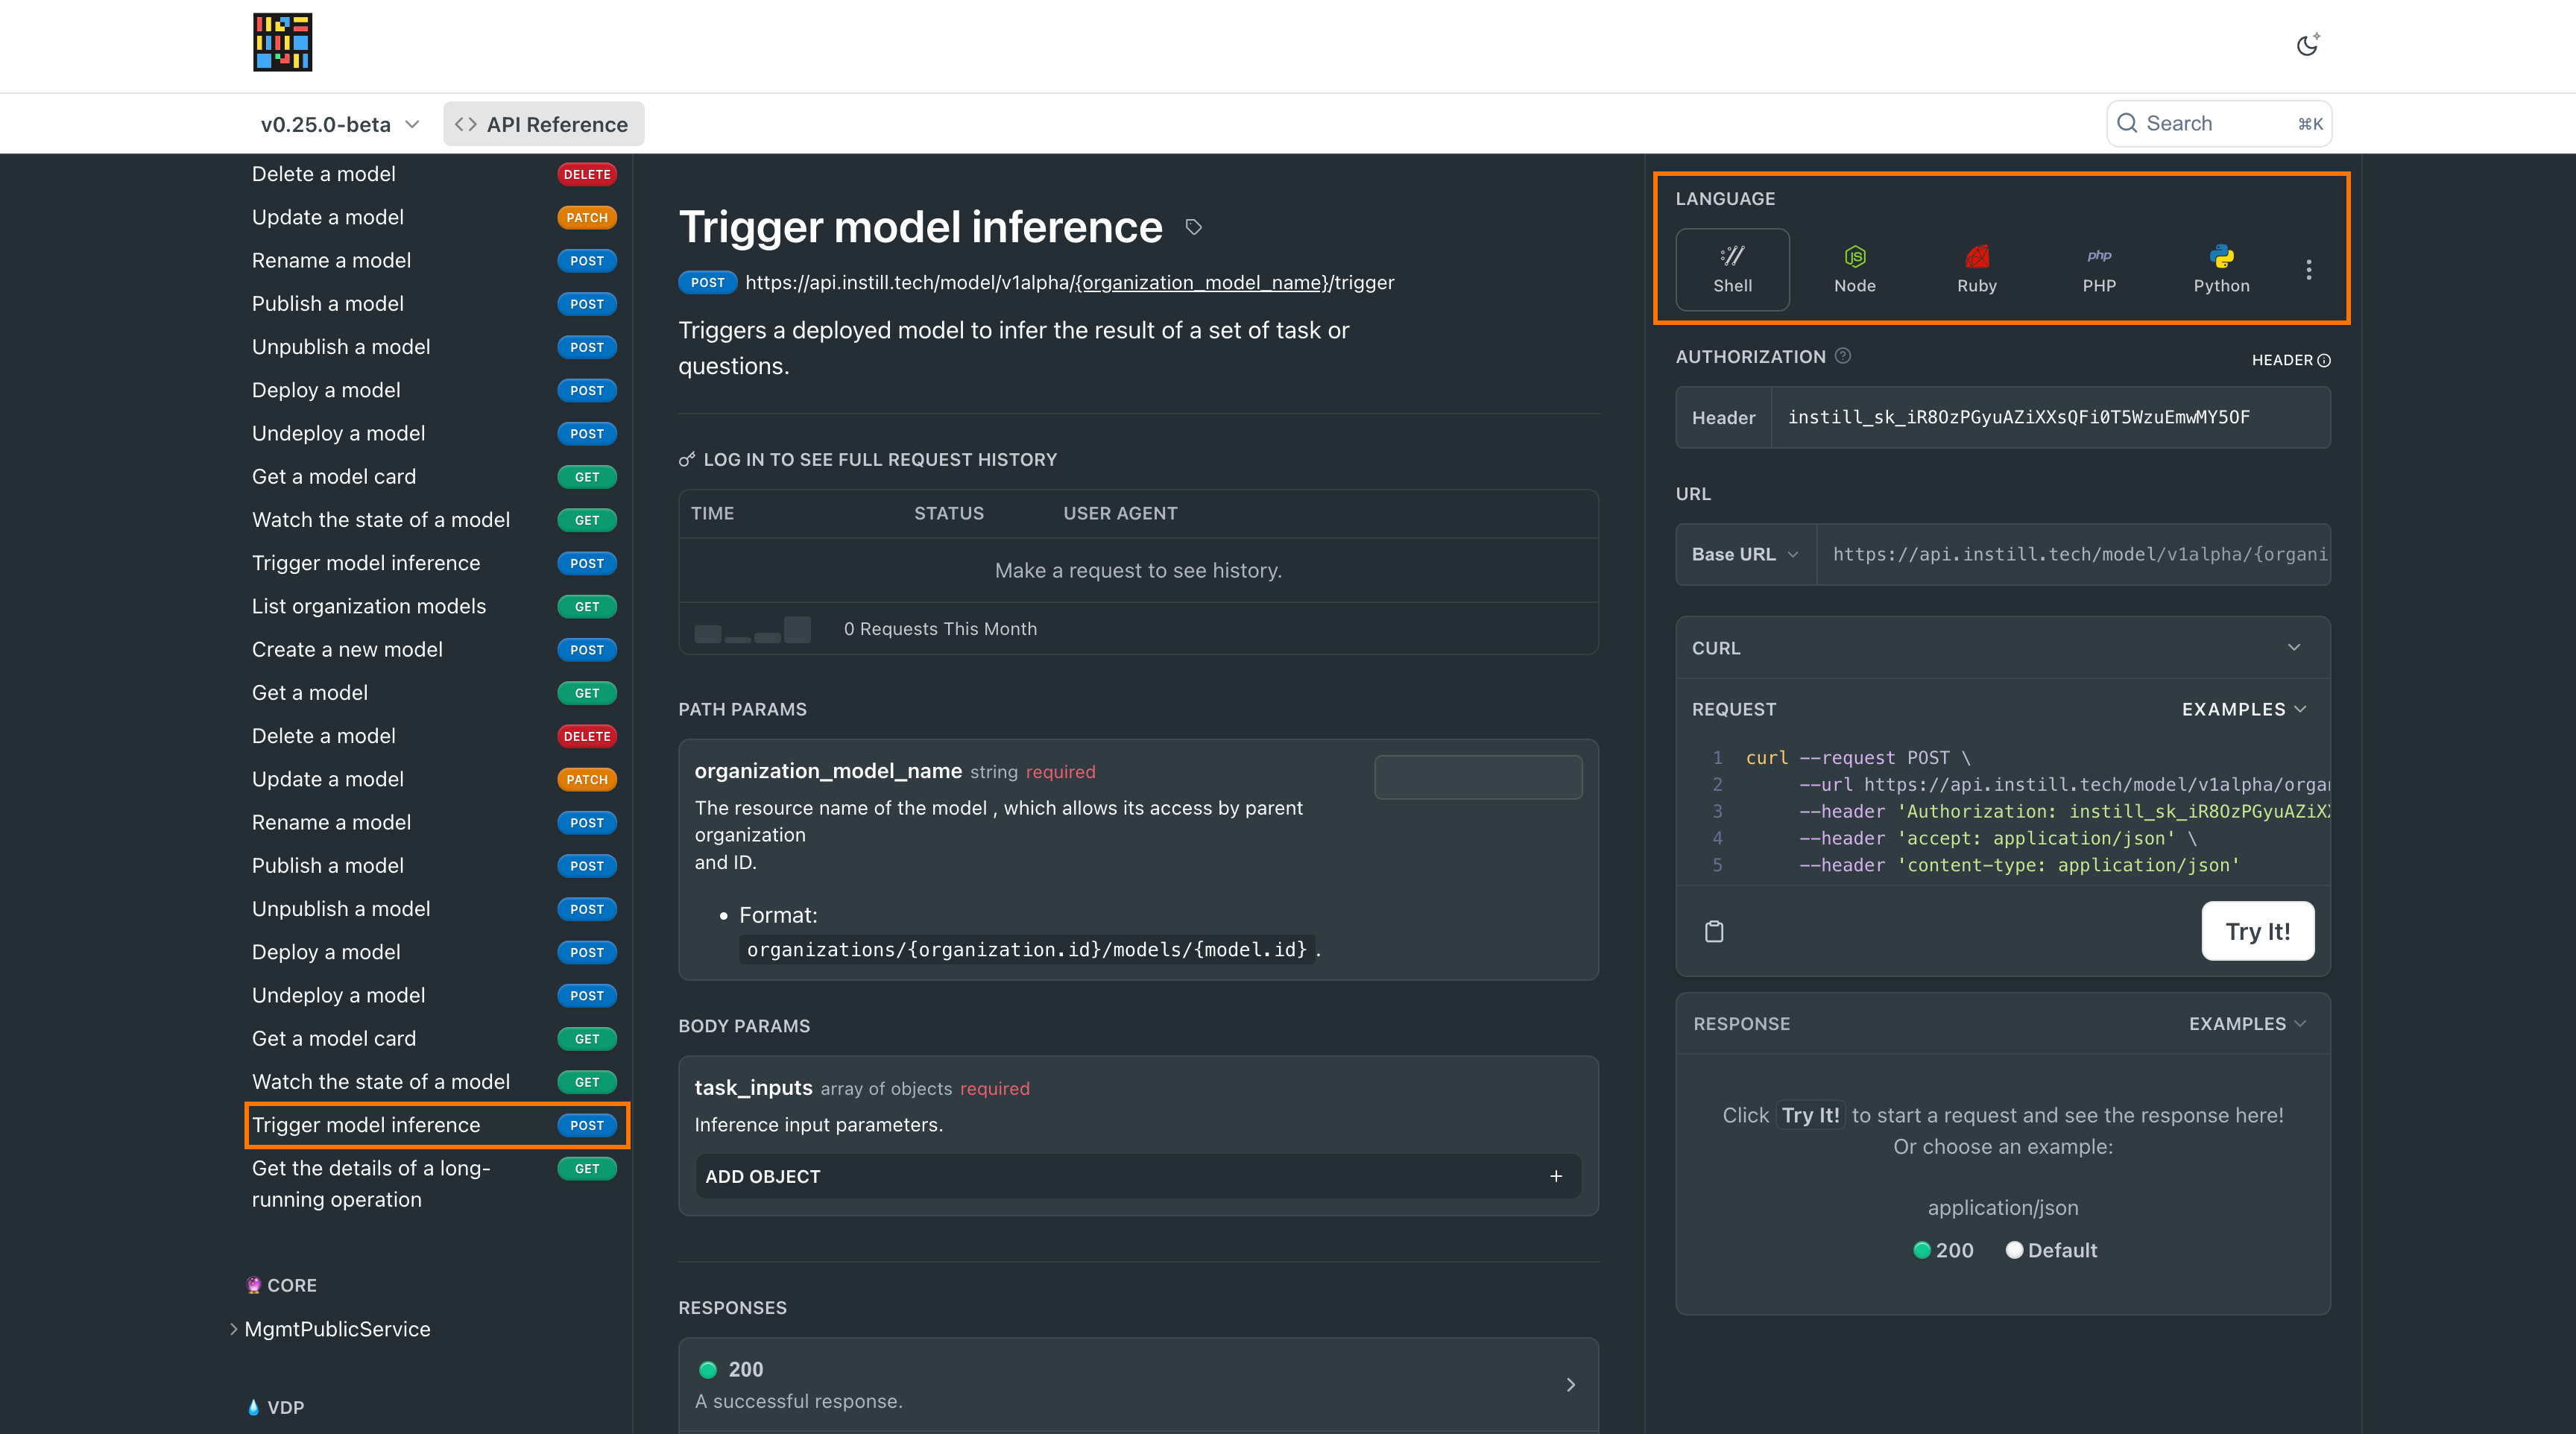 v0.25.0-beta
API Reference
Search
⌘K
Delete a model DELETE
Update a model PATCH
Rename a model POST
Publish a model POST
Unpublish a model POST
Deploy a model POST
Undeploy a model POST
Get a model card GET
Watch the state of a model GET
Trigger model inference POST
List organization models GET
Create a new model POST
Get a model GET
Delete a model DELETE
Update a model PATCH
Rename a model POST
Publish a model POST
Unpublish a model POST
Deploy a model POST
Undeploy a model POST
Get a model card GET
Watch the state of a model GET
Trigger model inference POST
Get the details of a long- GET
running operation
CORE
MgmtPublicService
VDP
Trigger model inference
POST https://api.instill.tech/model/v1alpha/{organization_model_name}/trigger
Triggers a deployed model to infer the result of a set of task or
questions.
LOG IN TO SEE FULL REQUEST HISTORY
TIME STATUS USER AGENT
Make a request to see history.
0 Requests This Month
PATH PARAMS
organization_model_name string required
The resource name of the model , which allows its access by parent
organization
and ID.
• Format:
organizations/{organization.id}/models/{model.id} .
BODY PARAMS
task_inputs array of objects required
Inference input parameters.
ADD OBJECT +
RESPONSES
200
A successful response.
LANGUAGE
Shell
JS
Node
Ruby
php
PHP
Python
AUTHORIZATION
HEADER
Header instill_sk_iR8OzPGyuAZiXXsQFi0T5WzuEmwMY5OF
URL
Base URL https://api.instill.tech/model/v1alpha/{organi
CURL
REQUEST EXAMPLES
1 curl --request POST \
2 --url https://api.instill.tech/model/v1alpha/organ
3 --header 'Authorization: instill_sk_iR8OzPGyuAZiX
4 --header 'accept: application/json' \
5 --header 'content-type: application/json'
Try It!
RESPONSE EXAMPLES
Click Try It! to start a request and see the response here!
Or choose an example:
application/json
200 Default